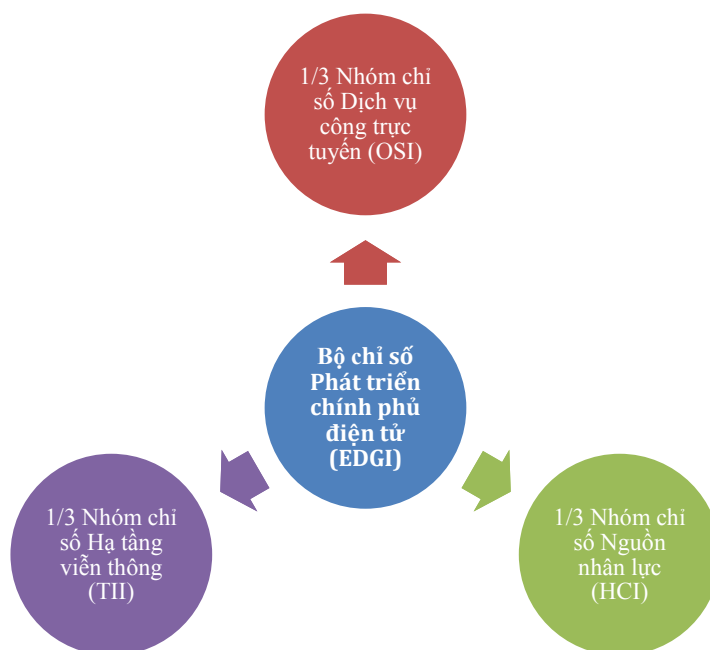 1/3 Nhóm chỉ
số Dịch vụ
công trực
tuyến (OSI)
Bộ chỉ số
Phát triển
chính phủ
điện tử
(EDGI)
1/3 Nhóm chỉ
số Hạ tầng
viễn thông
(TII)
1/3 Nhóm chỉ
số Nguồn
nhân lực
(HCI)